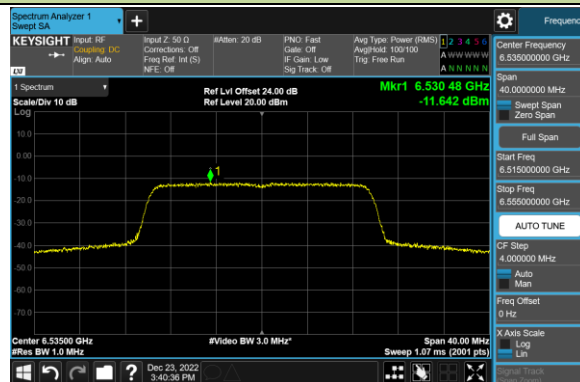 Spectrum Analyzer 1
Swept SA
Frequenc
KEYSIGHT
Input: RF
Coupling: DC
Align: Auto
Input Z: 50 Ω
Corrections: Off
Freq Ref: Int (S)
NFE: Off
#Atten: 20 dB
PNO: Fast
Gate: Off
IF Gain: Low
Sig Track: Off
Avg Type: Power (RMS)
Avg|Hold: 100/100
Trig: Free Run
1 2 3 4 5 6
A W W W W W
A N N N N N
LXI
1 Spectrum
Scale/Div 10 dB
Log
Ref Lvl Offset 24.00 dB
Ref Level 20.00 dBm
Mkr1 6.530 48 GHz
-11.642 dBm
10.0
0.00
-10.0
-20.0
-30.0
-40.0
-50.0
-60.0
-70.0
1
Center 6.53500 GHz
#Res BW 1.0 MHz
#Video BW 3.0 MHz*
Span 40.00 MHz
Sweep 1.07 ms (2001 pts)
Center Frequency
6.535000000 GHz
Span
40.0000000 MHz
Swept Span
Zero Span
Full Span
Start Freq
6.515000000 GHz
Stop Freq
6.555000000 GHz
AUTO TUNE
CF Step
4.000000 MHz
Auto
Man
Freq Offset
0 Hz
X Axis Scale
Log
Lin
Signal Track
Dec 23, 2022
3:40:36 PM